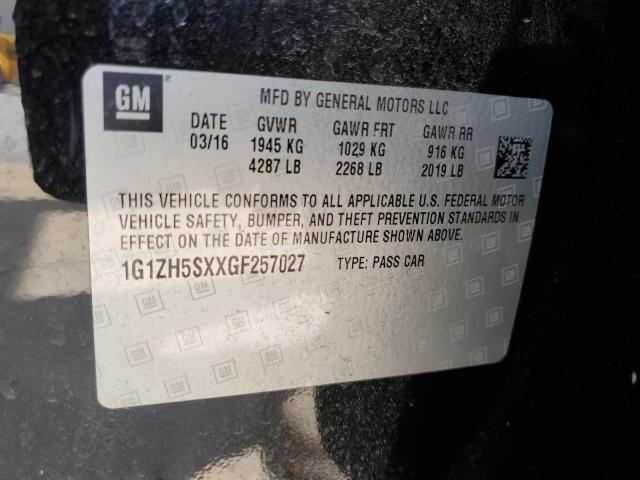 GM
MFD BY GENERAL MOTORS LLC
DATE GVWR GAWR FRT GAWR RR
03/16 1945 KG 1029 KG 916 KG
4287 LB 2268 LB 2019 LB
THIS VEHICLE CONFORMS TO ALL APPLICABLE U.S. FEDERAL MOTOR
VEHICLE SAFETY, BUMPER, AND THEFT PREVENTION STANDARDS IN
EFFECT ON THE DATE OF MANUFACTURE SHOWN ABOVE.
1G1ZH5SXXGF257027 TYPE: PASS CAR